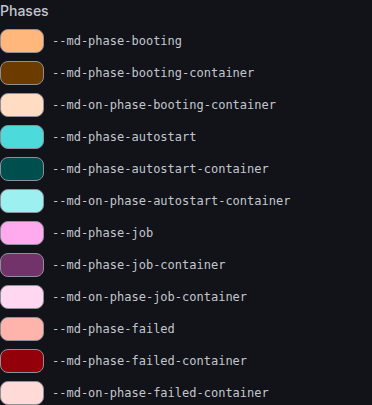 Phases
--md-phase-booting
--md-phase-booting-container
--md-on-phase-booting-container
--md-phase-autostart
--md-phase-autostart-container
--md-on-phase-autostart-container
--md-phase-job
--md-phase-job-container
--md-on-phase-job-container
--md-phase-failed
--md-phase-failed-container
--md-on-phase-failed-container